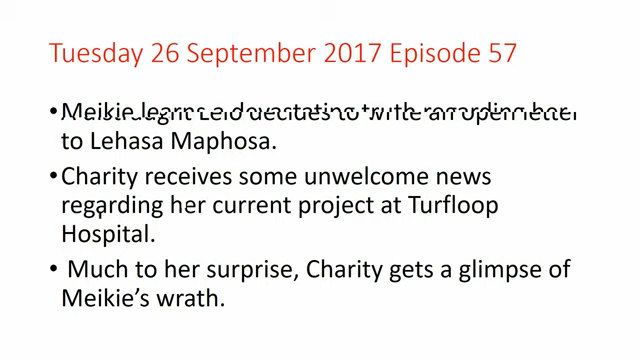 Tuesday 26 September 2017 Episode 57
•Meikie
to Lehasa Maphosa.
•Charity receives some unwelcome news
regarding her current project at Turfloop
Hospital.
• Much to her surprise, Charity gets a glimpse of
Meikie’s wrath.